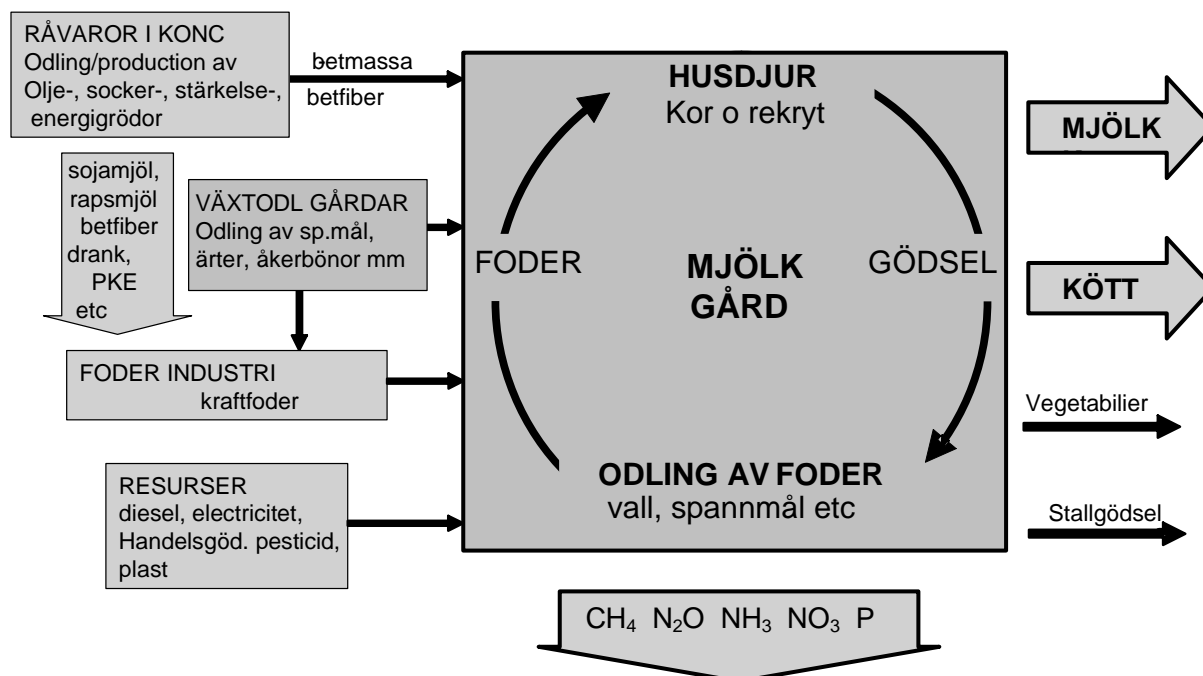 RÅVAROR I KONC
Odling/production av
Olje-, socker-, stärkelse-,
energigrödor
betmassa
betfiber
sojamjöl,
rapsmjöl
betfiber
drank,
PKE
etc
VÄXTODL GÅRDAR
Odling av sp.mål,
ärter, åkerbönor mm
FODER INDUSTRI
kraftfoder
RESURSER
diesel, electricitet,
Handelsgöd. pesticid,
plast
HUSDJUR
Kor o rekryt
FODER
MJÖLK
GÅRD
GÖDSEL
ODLING AV FODER
vall, spannmål etc
MJÖLK
KÖTT
Vegetabilier
Stallgödsel
CH₄ N₂O NH₃ NO₃ P